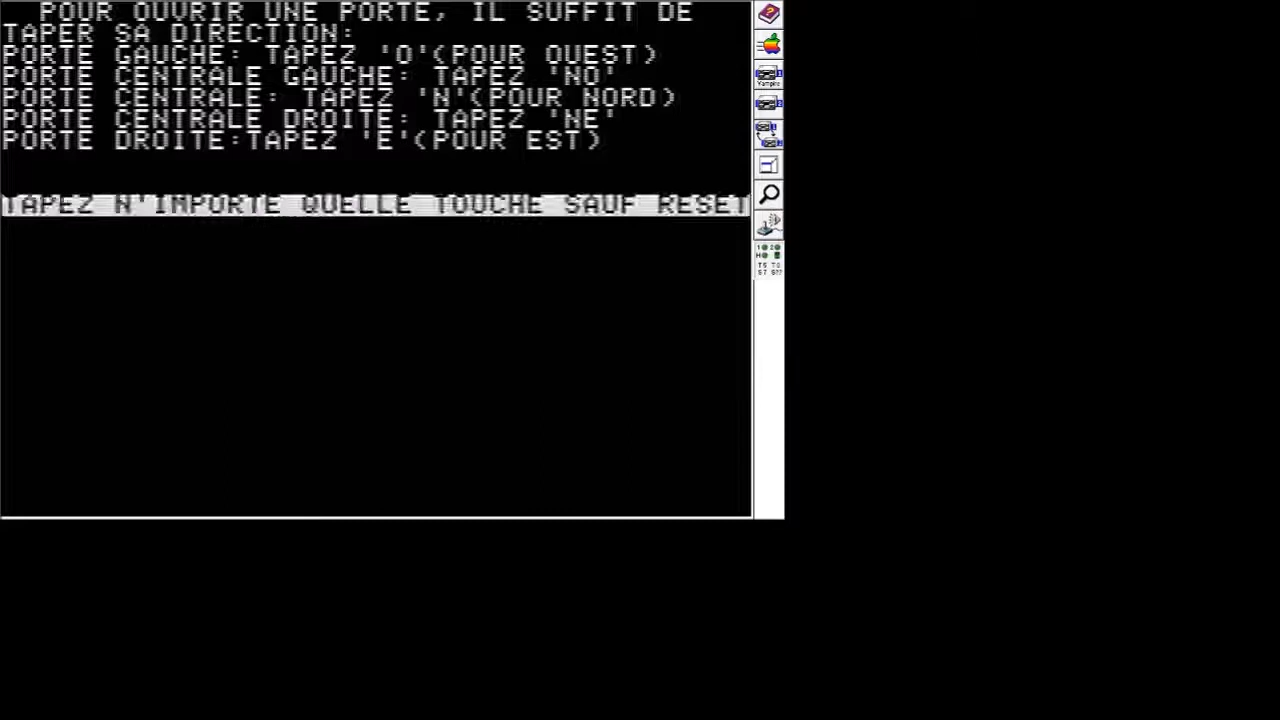 POUR OUVRIR UNE PORTE, IL SUFFIT DE
TAPER SA DIRECTION:
PORTE GAUCHE: TAPEZ 'O'(POUR OUEST)
PORTE CENTRALE GAUCHE: TAPEZ 'NO'
PORTE CENTRALE: TAPEZ 'N'(POUR NORD)
PORTE CENTRALE DROITE: TAPEZ 'NE'
PORTE DROITE:TAPEZ 'E'(POUR EST)
TAPEZ N'IMPORTE QUELLE TOUCHE SAUF RESET